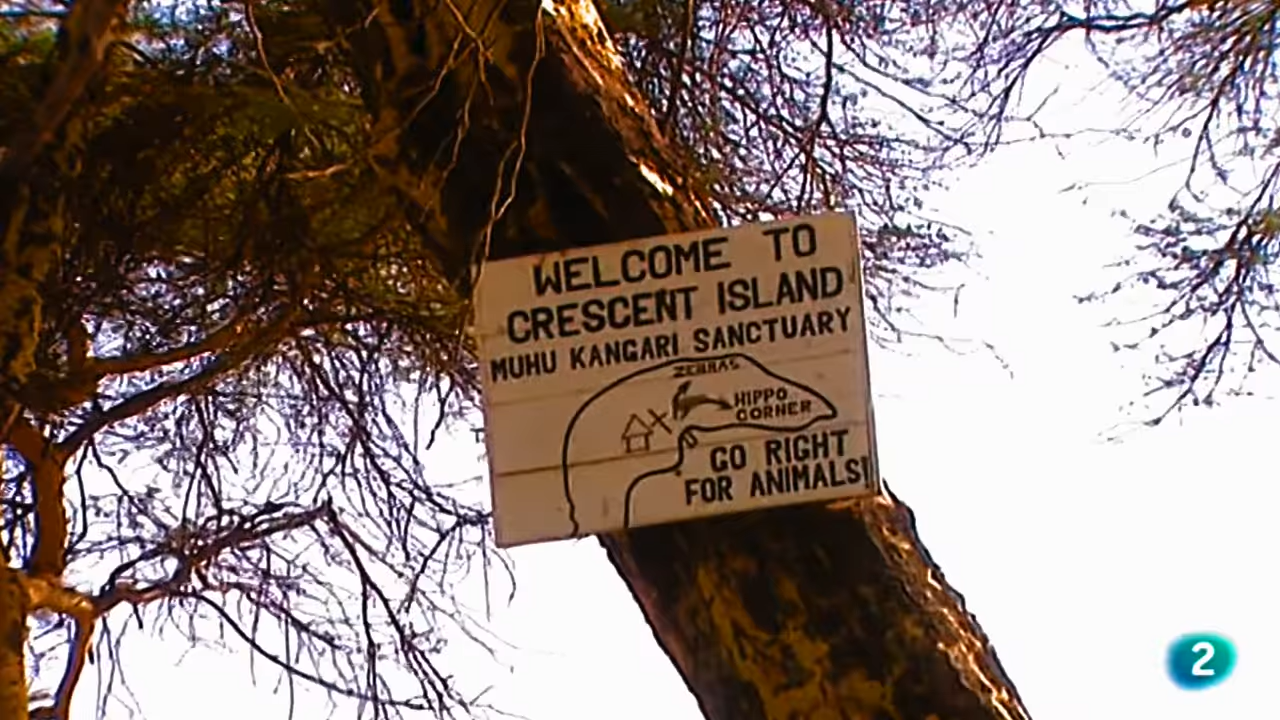 WELCOME TO
CRESCENT ISLAND
MUHU KANGARI SANCTUARY
ZEBRAS
HIPPO
CORNER
GO RIGHT
FOR ANIMALS!
2